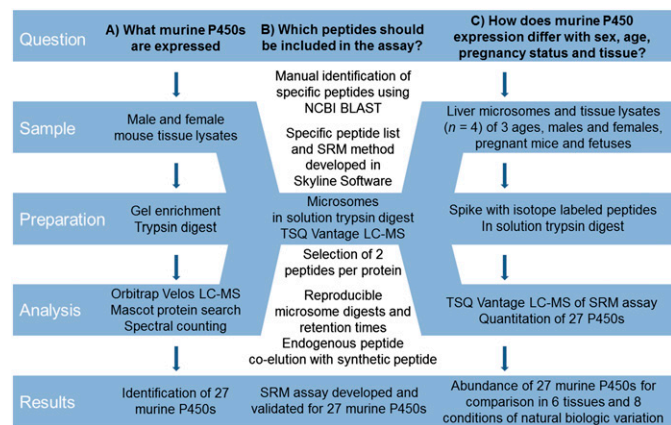 Question
A) What murine P450s
are expressed
B) Which peptides should
be included in the assay?
C) How does murine P450
expression differ with sex, age,
pregnancy status and tissue?
Manual identification of
specific peptides using
NCBI BLAST
Specific peptide list
and SRM method
developed in
Skyline Software
Sample
Male and female
mouse tissue lysates
Liver microsomes and tissue lysates
(n = 4) of 3 ages, males and females,
pregnant mice and fetuses
Preparation
Gel enrichment
Trypsin digest
Microsomes
in solution trypsin digest
TSQ Vantage LC-MS
Spike with isotope labeled peptides
In solution trypsin digest
Selection of 2
peptides per protein
Reproducible
microsome digests and
retention times
Endogenous peptide
co-elution with synthetic peptide
Analysis
Orbitrap Velos LC-MS
Mascot protein search
Spectral counting
TSQ Vantage LC-MS of SRM assay
Quantitation of 27 P450s
Results
Identification of 27
murine P450s
SRM assay developed and
validated for 27 murine P450s
Abundance of 27 murine P450s for
comparison in 6 tissues and 8
conditions of natural biologic variation